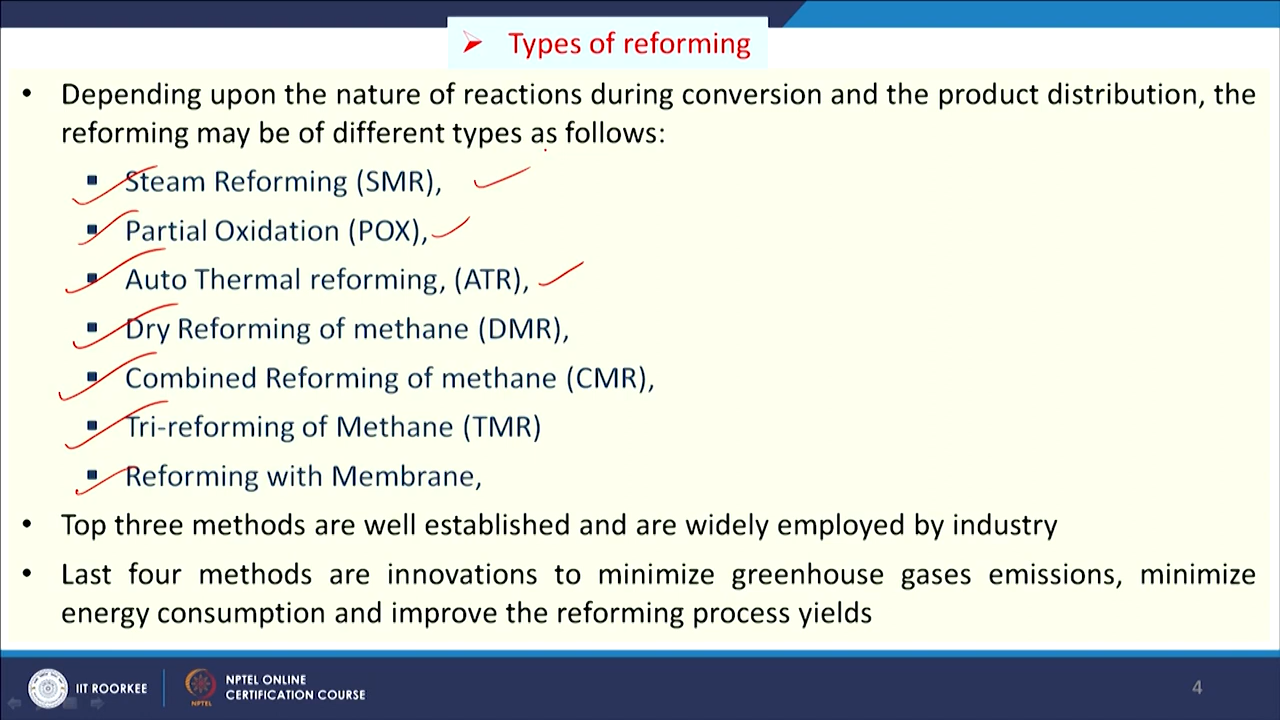 Types of reforming
Depending upon the nature of reactions during conversion and the product distribution, the
reforming may be of different types as follows:
Steam Reforming (SMR),
Partial Oxidation (POX),
Auto Thermal reforming, (ATR),
Dry Reforming of methane (DMR),
Combined Reforming of methane (CMR),
Tri-reforming of Methane (TMR)
Reforming with Membrane,
Top three methods are well established and are widely employed by industry
Last four methods are innovations to minimize greenhouse gases emissions, minimize
energy consumption and improve the reforming process yields
IIT ROORKEE
NPTEL
NPTEL ONLINE
CERTIFICATION COURSE
4